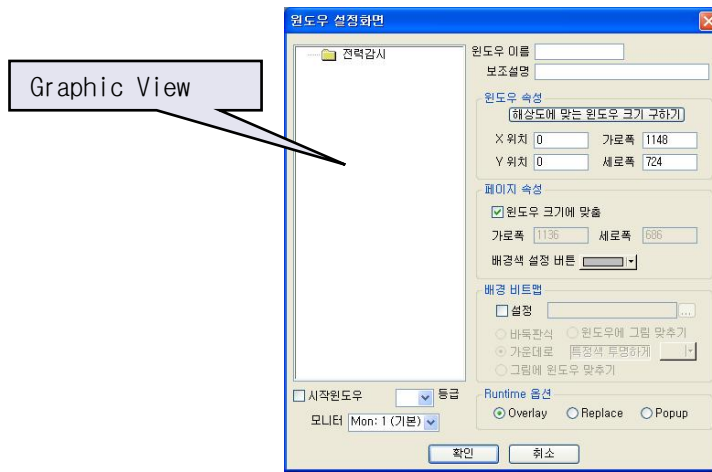 윈도우 설정화면
Graphic View
전력감시
윈도우 이름
보조설명
윈도우 속성
해상도에 맞는 윈도우 크기 구하기
X 위치 0 가로폭 1148
Y 위치 0 세로폭 724
페이지 속성
윈도우 크기에 맞춤
가로폭 1136 세로폭 686
배경색 설정 버튼
배경 비트맵
설정 ...
바둑판식 윈도우에 그림 맞추기
가운데로 특정색 투명하게
그림에 윈도우 맞추기
시작윈도우 등급
모니터 Mon: 1 (기본)
Runtime 옵션
Overlay Replace Popup
확인 취소